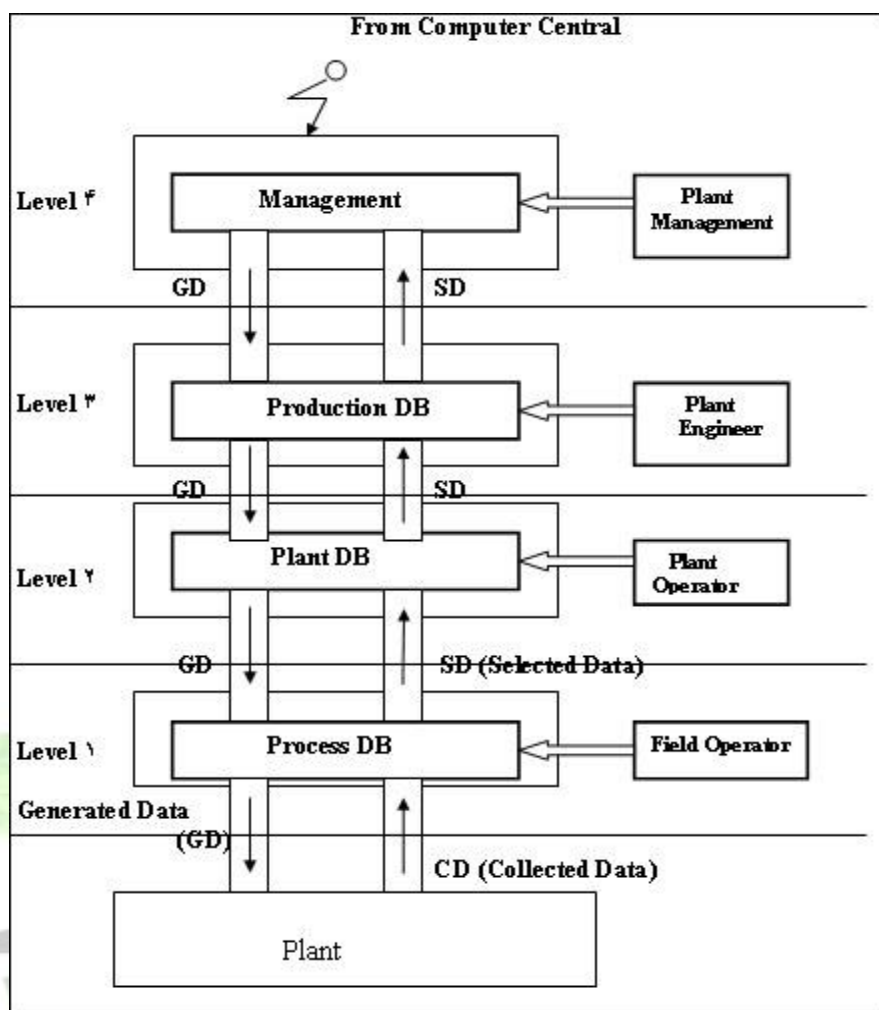 From Computer Central
Level ۴
Management
Plant
Management
GD
SD
Level ۳
Production DB
Plant
Engineer
GD
SD
Level ۲
Plant DB
Plant
Operator
GD
SD (Selected Data)
Level ۱
Process DB
Field Operator
Generated Data
(GD)
CD (Collected Data)
Plant